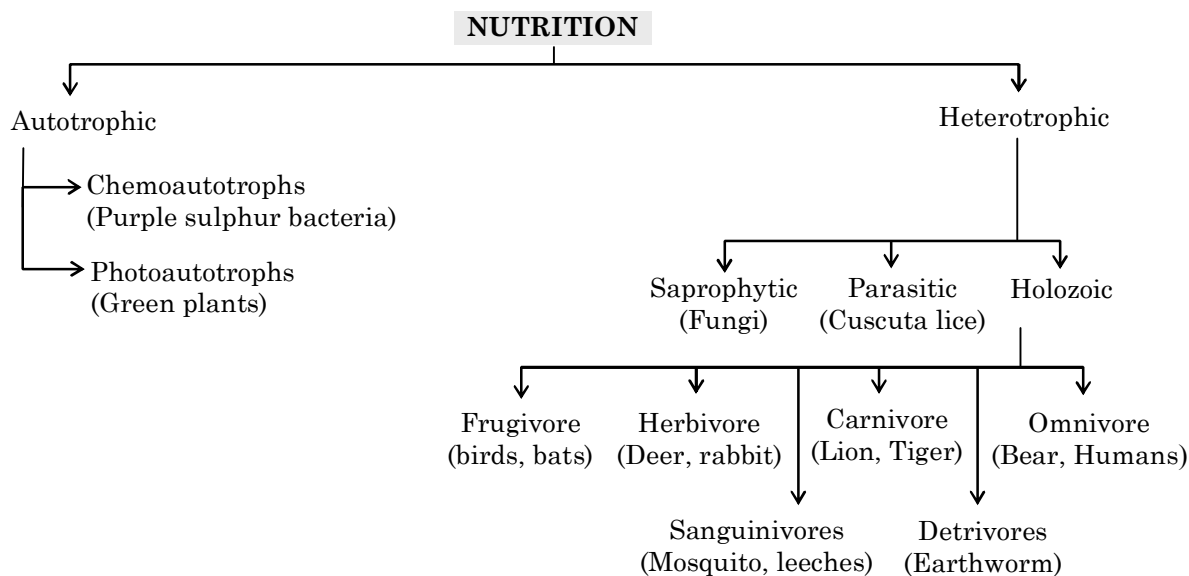 NUTRITION
Autotrophic
Heterotrophic
Chemoautotrophs
(Purple sulphur bacteria)
Photoautotrophs
(Green plants)
Saprophytic
(Fungi)
Parasitic
(Cuscuta lice)
Holozoic
Frugivore
(birds, bats)
Herbivore
(Deer, rabbit)
Carnivore
(Lion, Tiger)
Omnivore
(Bear, Humans)
Sanguinivores
(Mosquito, leeches)
Detrivores
(Earthworm)